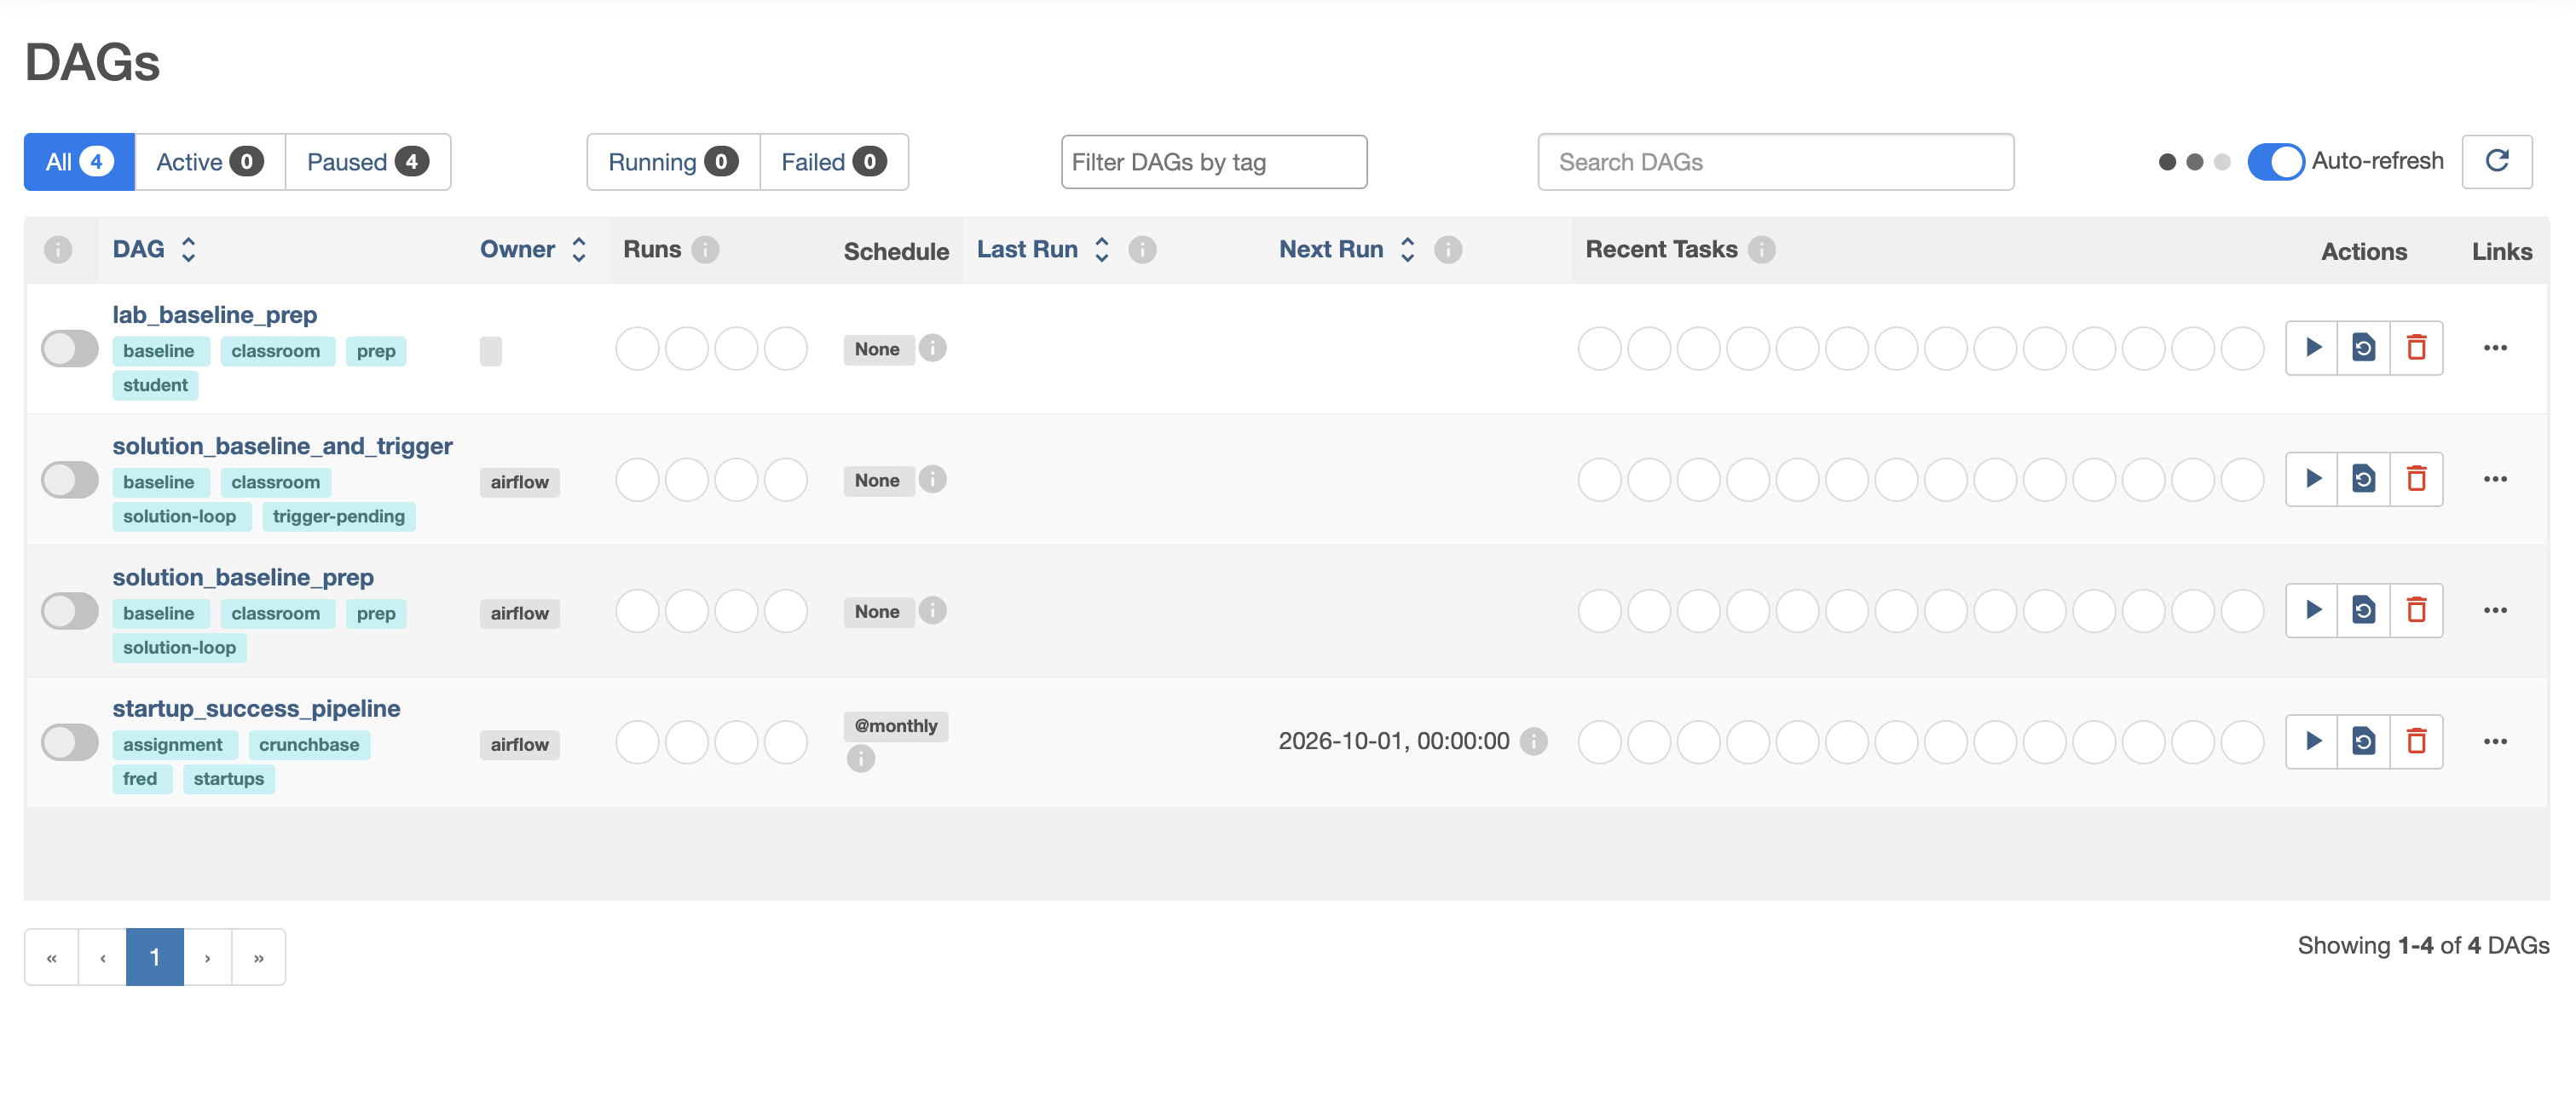 DAGs
All 4 Active 0 Paused 4 Running 0 Failed 0 Filter DAGs by tag Search DAGs Auto-refresh
DAG Owner Runs Schedule Last Run Next Run Recent Tasks Actions Links
lab_baseline_prep
baseline classroom prep
student
None
solution_baseline_and_trigger
baseline classroom
solution-loop trigger-pending
airflow
None
solution_baseline_prep
baseline classroom prep
solution-loop
airflow
None
startup_success_pipeline
assignment crunchbase
fred startups
airflow
@monthly
2026-10-01, 00:00:00
« ‹ 1 › »
Showing 1-4 of 4 DAGs